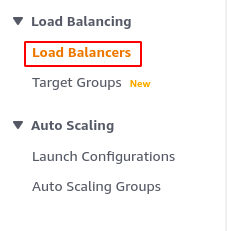 Load Balancing
Load Balancers
Target Groups New
Auto Scaling
Launch Configurations
Auto Scaling Groups